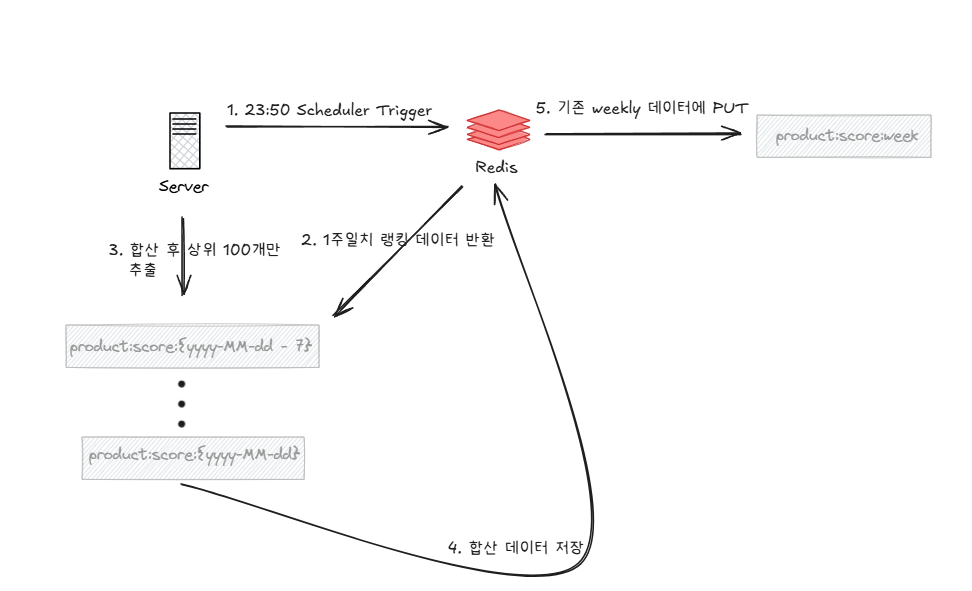 1. 23:50 Scheduler Trigger
5. 기존 weekly 데이터에 PUT
product:score:week
Redis
Server
2. 1주일치 랭킹 데이터 반환
3. 합산 후 상위 100개만
추출
product:score:{yyyy-MM-dd - 7}
product:score:{yyyy-MM-dd}
4. 합산 데이터 저장